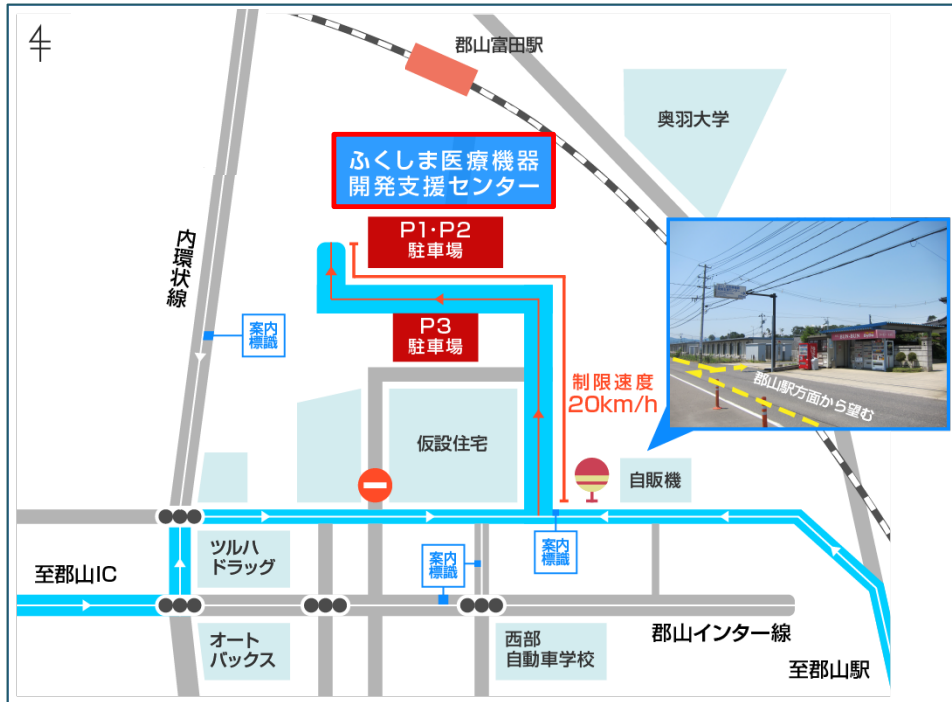 郡山富田駅
奥羽大学
ふくしま医療機器
開発支援センター
P1・P2
駐車場
内環状線
案内
標識
P3
駐車場
制限速度
20km/h
郡山駅方面から望む
仮設住宅
自販機
ツルハ
ドラッグ
案内
標識
案内
標識
至郡山IC
オート
バックス
西部
自動車学校
郡山インター線
至郡山駅